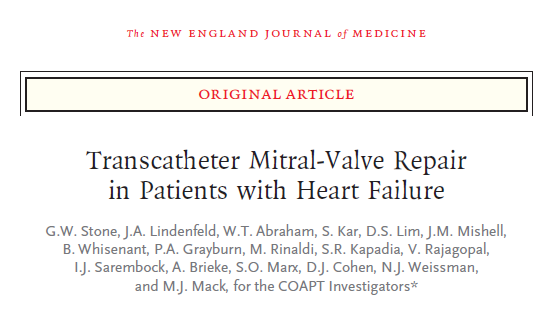 The NEW ENGLAND JOURNAL of MEDICINE
ORIGINAL ARTICLE
Transcatheter Mitral-Valve Repair
in Patients with Heart Failure
G.W. Stone, J.A. Lindenfeld, W.T. Abraham, S. Kar, D.S. Lim, J.M. Mishell,
B. Whisenant, P.A. Grayburn, M. Rinaldi, S.R. Kapadia, V. Rajagopal,
I.J. Sarembock, A. Brieke, S.O. Marx, D.J. Cohen, N.J. Weissman,
and M.J. Mack, for the COAPT Investigators*